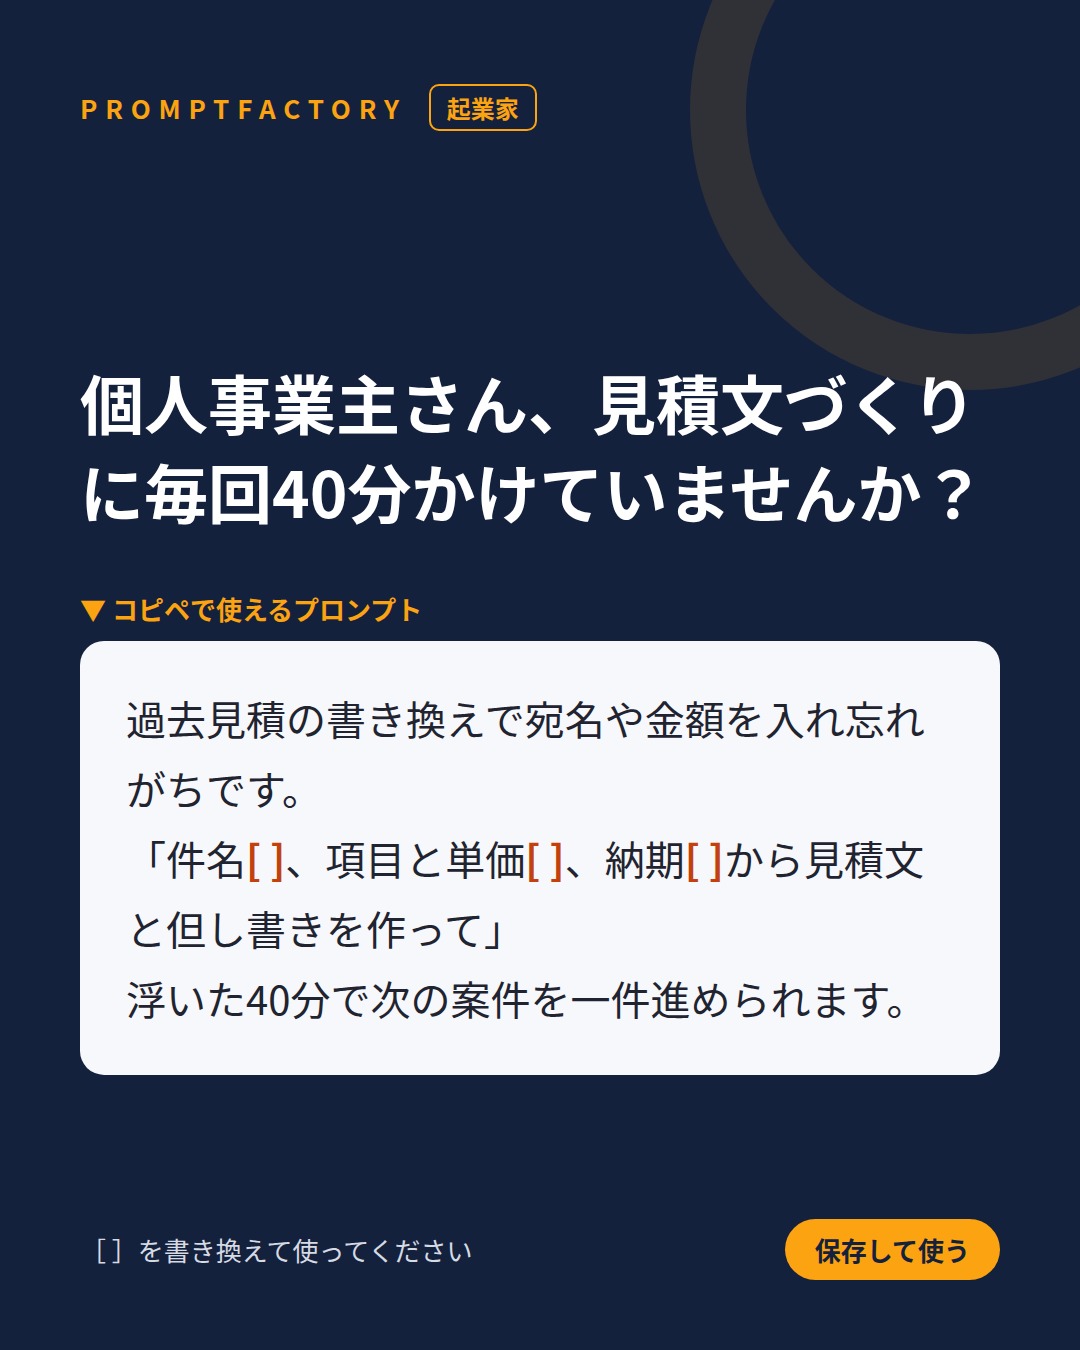 PROMPTFACTORY 起業家
個人事業主さん、見積文づくり
に毎回40分かけていませんか？
▼ コピペで使えるプロンプト
過去見積の書き換えで宛名や金額を入れ忘れ
がちです。
「件名[ ]、項目と単価[ ]、納期[ ]から見積文
と但し書きを作って」
浮いた40分で次の案件を一件進められます。
［ ］を書き換えて使ってください
保存して使う